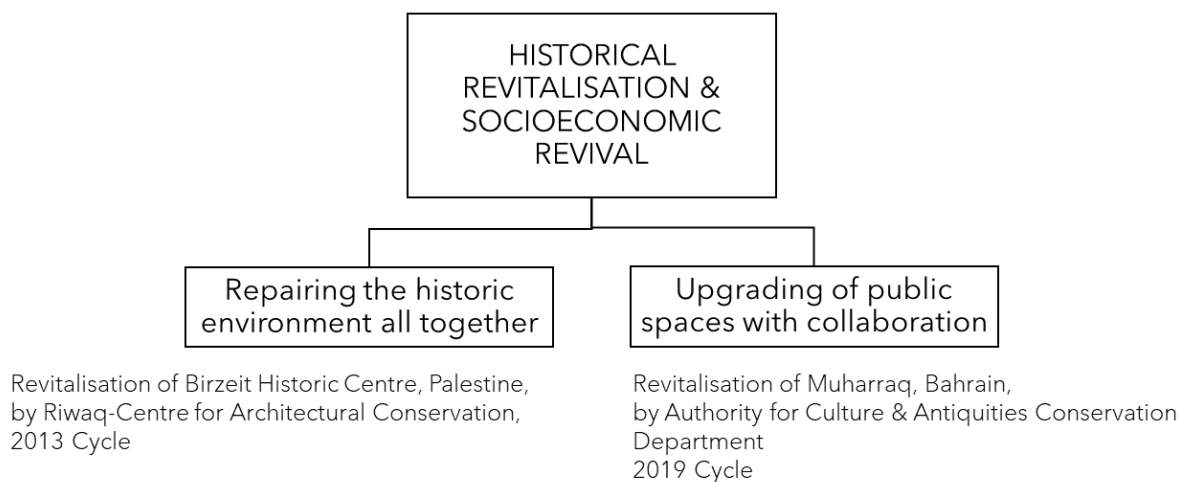 HISTORICAL
REVITALISATION &
SOCIOECONOMIC
REVIVAL
Repairing the historic
environment all together
Revitalisation of Birzeit Historic Centre, Palestine,
by Riwaq-Centre for Architectural Conservation,
2013 Cycle
Upgrading of public
spaces with collaboration
Revitalisation of Muharraq, Bahrain,
by Authority for Culture & Antiquities Conservation
Department
2019 Cycle